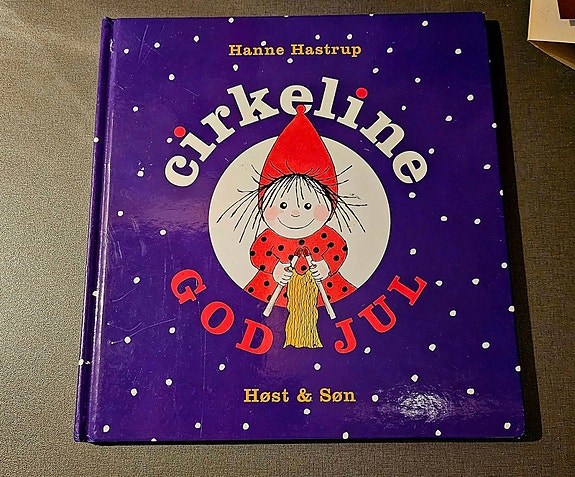 Hanne Hastrup
cirkeline
GOD JUL
Høst & Søn